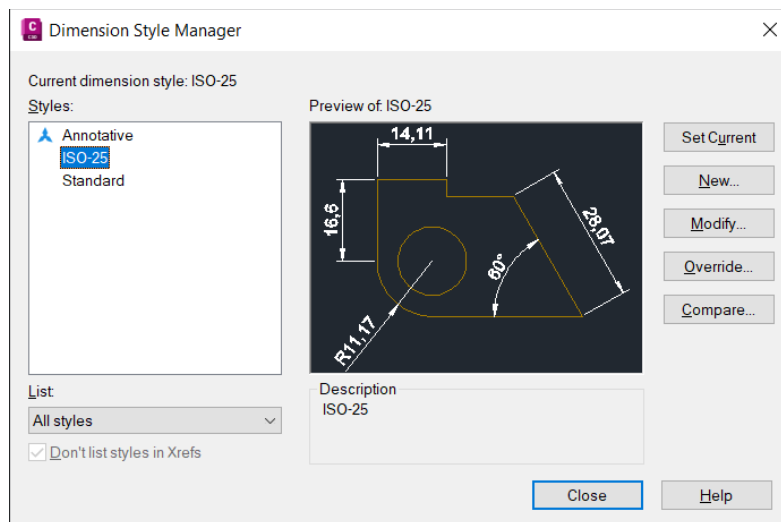 Dimension Style Manager
Current dimension style: ISO-25
Styles:
Annotative
ISO-25
Standard
List:
All styles
Don't list styles in Xrefs
Preview of: ISO-25
14,11
16,6
28,07
60°
R11,17
Description
ISO-25
Set Current
New...
Modify...
Override...
Compare...
Close
Help